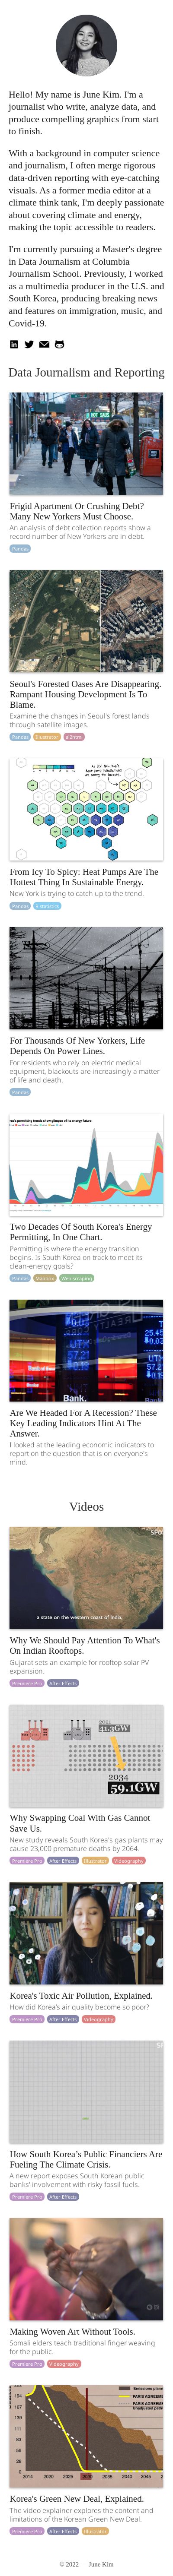 Hello! My name is June Kim. I'm a
journalist who write, analyze data, and
produce compelling graphics from start
to finish.
With a background in computer science
and journalism, I often merge rigorous
data-driven reporting with eye-catching
visuals. As a former media editor at a
climate think tank, I'm deeply passionate
about covering climate and energy,
making the topic accessible to readers.
I'm currently pursuing a Master's degree
in Data Journalism at Columbia
Journalism School. Previously, I worked
as a multimedia producer in the U.S. and
South Korea, producing breaking news
and features on immigration, music, and
Covid-19.
Data Journalism and Reporting
Frigid Apartment Or Crushing Debt?
Many New Yorkers Must Choose.
An analysis of debt collection reports show a
record number of New Yorkers are in debt.
Pandas
Seoul's Forested Oases Are Disappearing.
Rampant Housing Development Is To
Blame.
Examine the changes in Seoul's forest lands
through satellite images.
Pandas Illustrator ai2html
From Icy To Spicy: Heat Pumps Are The
Hottest Thing In Sustainable Energy.
New York is trying to catch up to the trend.
Pandas
For Thousands Of New Yorkers, Life
Depends On Power Lines.
For residents who rely on electric medical
equipment, blackouts are increasingly a matter
of life and death.
Pandas
Two Decades Of South Korea's Energy
Permitting, In One Chart.
Permitting is where the energy transition
begins. Is South Korea on track to meet its
clean-energy goals?
Pandas Mapbox Web scraping
UTX
57.21
Bank.
Are We Headed For A Recession? These
Key Leading Indicators Hint At The
Answer.
I looked at the leading economic indicators to
report on the question that is on everyone's
mind.
Videos
a state on the western coast of India,
Why We Should Pay Attention To What's
On Indian Rooftops.
Gujarat sets an example for rooftop solar PV
expansion.
Premiere Pro After Effects
2034
59.1GW
Why Swapping Coal With Gas Cannot
Save Us.
New study reveals South Korea's gas plants may
cause 23,000 premature deaths by 2064.
Premiere Pro After Effects Illustrator Videography
Korea's Toxic Air Pollution, Explained.
How did Korea's air quality become so poor?
Premiere Pro After Effects Videography
How South Korea’s Public Financiers Are
Fueling The Climate Crisis.
A new report exposes South Korean public
banks' involvement with risky fossil fuels.
Premiere Pro After Effects
Making Woven Art Without Tools.
Somali elders teach traditional finger weaving
for the public.
Premiere Pro Videography
Korea's Green New Deal, Explained.
The video explainer explores the content and
limitations of the Korean Green New Deal.
Premiere Pro After Effects Illustrator
© 2022 — June Kim